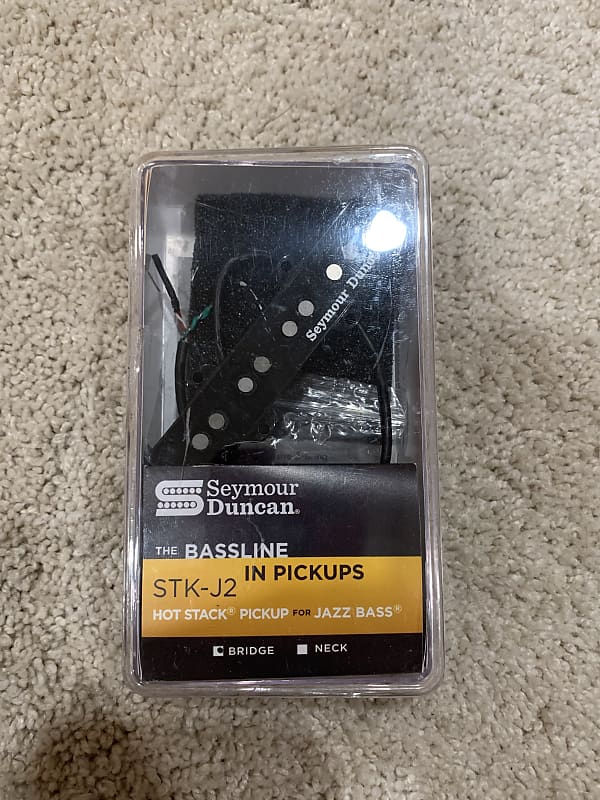 Seymour Duncan
Seymour
Duncan®
THE BASSLINE
IN PICKUPS
STK-J2
HOT STACK® PICKUP FOR JAZZ BASS®
BRIDGE NECK